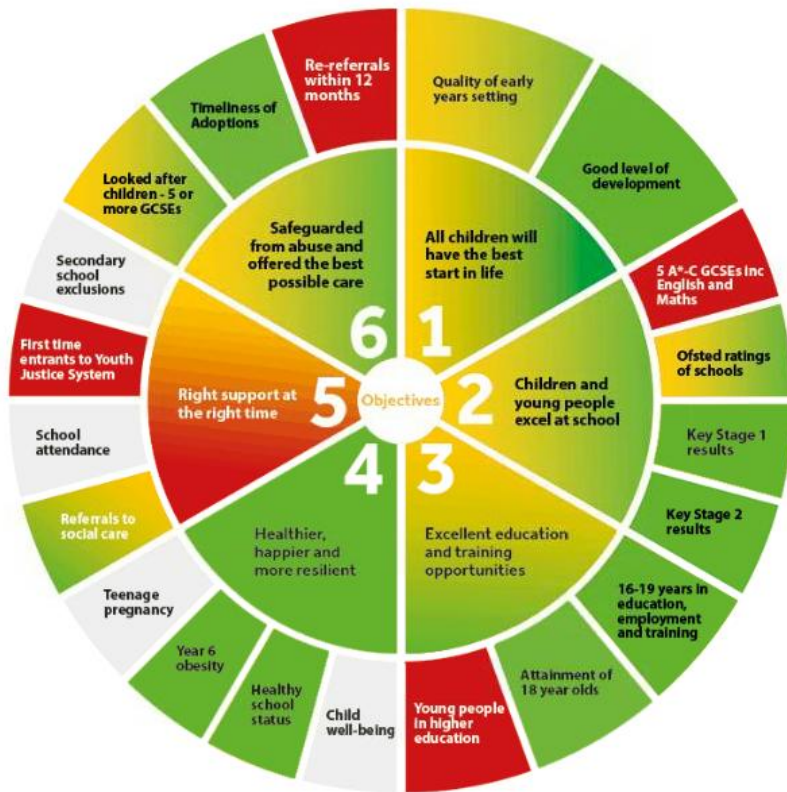 Re-referrals
within 12
months
Quality of early
years setting
Timeliness of
Adoptions
Good level of
development
Looked after
children - 5 or
more GCSEs
Safeguarded
from abuse and
offered the best
possible care
All children will
have the best
start in life
Secondary
school
exclusions
5 A*-C GCSEs inc
English and
Maths
6
1
First time
entrants to Youth
Justice System
Ofsted ratings
of schools
Right support at
the right time
5
Objectives
2
Children and
young people
excel at school
School
attendance
Key Stage 1
results
4
3
Referrals to
social care
Key Stage 2
results
Healthier,
happier and
more resilient
Excellent education
and training
opportunities
Teenage
pregnancy
16-19 years in
education,
employment
and training
Year 6
obesity
Healthy
school
status
Child
well-being
Young people
in higher
education
Attainment of
18 year olds